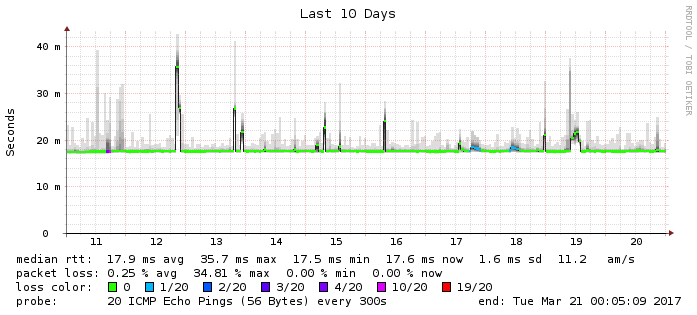 Last 10 Days
RRDTOOL / TOBI OETIKER
Seconds
40 m
30 m
20 m
10 m
0
11 12 13 14 15 16 17 18 19 20
median rtt: 17.9 ms avg 35.7 ms max 17.5 ms min 17.6 ms now 1.6 ms sd 11.2 am/s
packet loss: 0.25 % avg 34.81 % max 0.00 % min 0.00 % now
loss color: 0 1/20 2/20 3/20 4/20 10/20 19/20
probe: 20 ICMP Echo Pings (56 Bytes) every 300s end: Tue Mar 21 00:05:09 2017